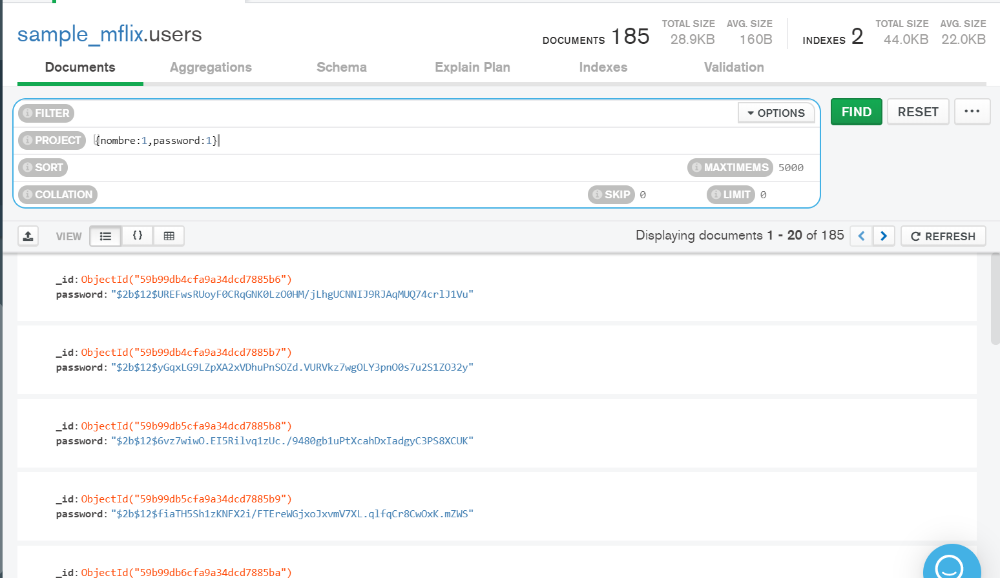 sample_mflix.users
DOCUMENTS 185 TOTAL SIZE 28.9KB AVG. SIZE 160B INDEXES 2 TOTAL SIZE 44.0KB AVG. SIZE 22.0KB
Documents Aggregations Schema Explain Plan Indexes Validation
FILTER OPTIONS FIND RESET ...
PROJECT {nombre:1,password:1}
SORT MAXTIMEMS 5000
COLLATION SKIP 0 LIMIT 0
VIEW {} Displaying documents 1 - 20 of 185 REFRESH
_id: ObjectId("59b99db4cfa9a34dcd7885b6")
password: "$2b$12$UREFwsRUoyF0CRqGNK0LzO0HM/jLhgUCNNIJ9RJAqMUQ74crlJ1Vu"
_id: ObjectId("59b99db4cfa9a34dcd7885b7")
password: "$2b$12$yGqxLG9LZpXA2xVDhuPnSOZd.VURVkz7wgOLY3pnO0s7u2S1ZO32y"
_id: ObjectId("59b99db5cfa9a34dcd7885b8")
password: "$2b$12$6vz7wiwO.EI5Rilvq1zUc./9480gb1uPtXcahDxIadgyC3PS8XCUK"
_id: ObjectId("59b99db5cfa9a34dcd7885b9")
password: "$2b$12$fiaTH5Sh1zKNFX2i/FTEreWGjxoJxvmV7XL.qlfqCr8CwOxK.mZWS"
_id: ObjectId("59b99db6cfa9a34dcd7885ba")